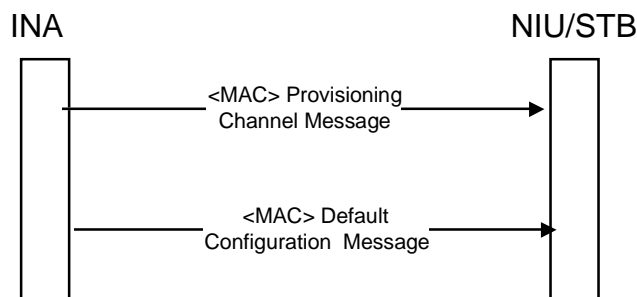 INA
NIU/STB
<MAC> Provisioning
Channel Message
<MAC> Default
Configuration Message